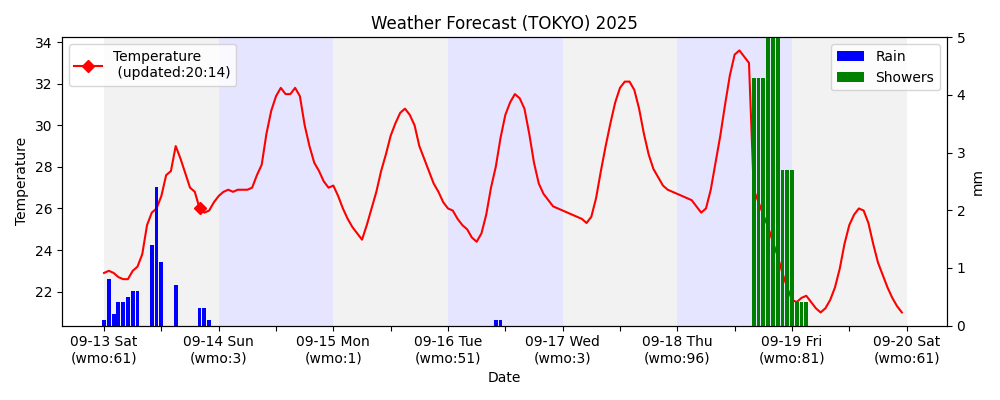 Weather Forecast (TOKYO) 2025
Temperature
(updated:20:14)
Rain
Showers
34
32
30
28
26
24
22
Temperature
5
4
3
2
1
0
mm
09-13 Sat
(wmo:61)
09-14 Sun
(wmo:3)
09-15 Mon
(wmo:1)
09-16 Tue
(wmo:51)
09-17 Wed
(wmo:3)
09-18 Thu
(wmo:96)
09-19 Fri
(wmo:81)
09-20 Sat
(wmo:61)
Date